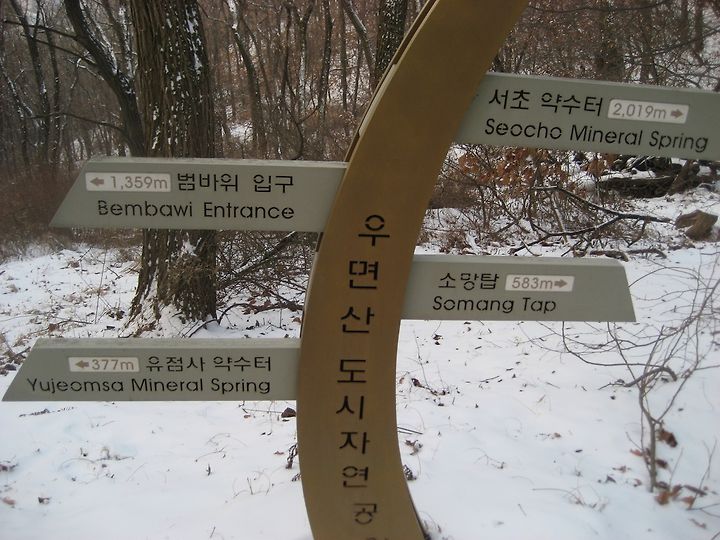 서초 약수터 2,019m→
Seocho Mineral Spring
←1,359m 범바위 입구
Bembawi Entrance
소망탑 583m→
Somang Tap
←377m 유점사 약수터
Yujeomsa Mineral Spring
우면산 도시자연공